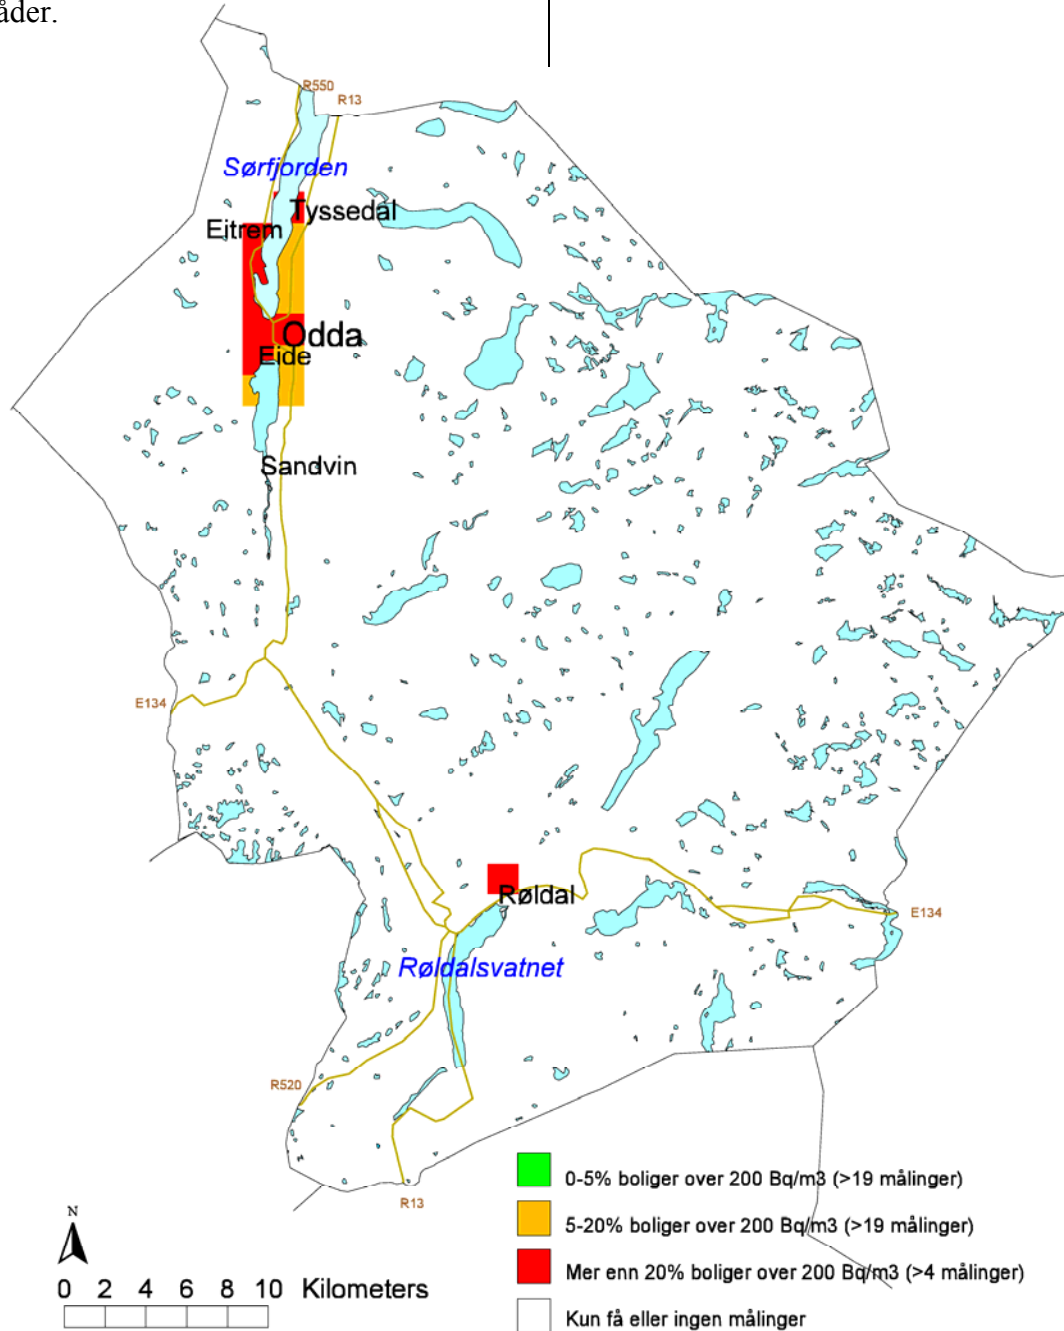 åder.
R550
R13
Sørfjorden
Tyssedal
Eitrem
Odda
Eide
Sandvin
E134
Røldal
E134
Røldalsvatnet
R520
R13
0-5% boliger over 200 Bq/m3 (>19 målinger)
5-20% boliger over 200 Bq/m3 (>19 målinger)
Mer enn 20% boliger over 200 Bq/m3 (>4 målinger)
Kun få eller ingen målinger
N
0 2 4 6 8 10 Kilometers